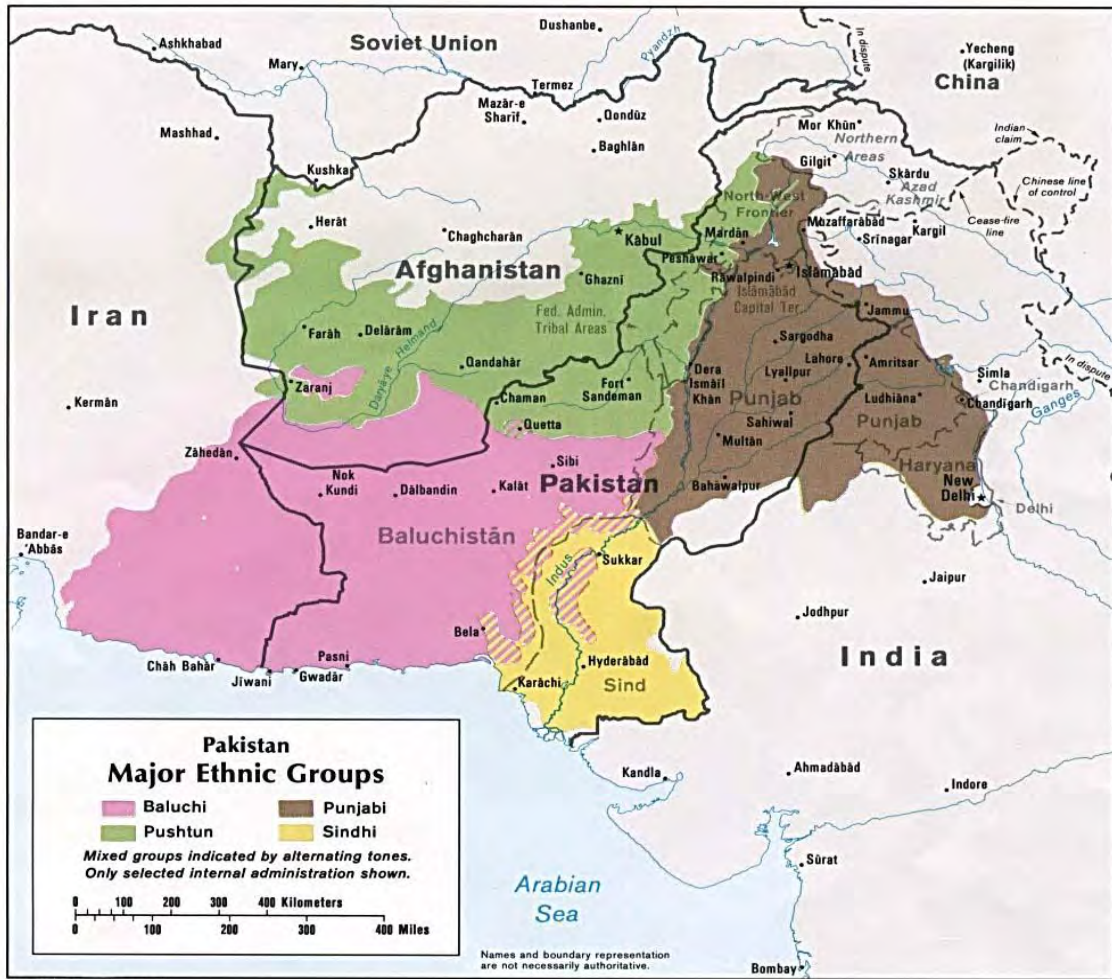 Dushanbe
Ashkhabad
Soviet Union
Pyandzh
In dispute
Yecheng
(Kargilik)
Mary
China
Termez
Mazār-e
Sharīf
Qondūz
Mashhad
Baghlān
Mor Khūn
Northern
Areas
Indian
claim
Gilgit
Kushka
Skārdu
Azad
Kashmir
Chinese line
of control
North-West
Frontier
Herāt
Chaghcharān
Kābul
Mardān
Muzaffarābād
Kargil
Cease-fire
line
Srīnagar
Peshāwar
Afghanistan
Ghaznī
Rāwalpindi
Islāmābād
Islāmābād
Capital Ter.
Iran
Fed. Admin.
Tribal Areas
Jammu
Farāh
Delārām
Daryā-ye Helmand
Sargodha
Lahore
Amritsar
In dispute
Qandahār
Lyallpur
Simla
Zaranj
Dera
Ismāīl
Khān
Punjab
Chandīgarh
Kermān
Chaman
Fort
Sandeman
Ludhiāna
Chandīgarh
Ganges
Sahiwal
Quetta
Multān
Punjab
Zāhedān
Sibi
Haryana
Nok
Kundi
Dālbandin
Kalāt
Pakistan
Bahāwalpur
New
Delhi
Delhi
Baluchistān
Bandar-e
'Abbās
Indus
Sukkar
Jaipur
Jodhpur
Bela
India
Hyderābād
Chāh Bahār
Pasni
Jīwani
Gwadār
Karāchi
Sind
Pakistan
Major Ethnic Groups
Baluchi
Punjabi
Pushtun
Sindhi
Mixed groups indicated by alternating tones.
Only selected internal administration shown.
0 100 200 300 400 Kilometers
0 100 200 300 400 Miles
Kandla
Ahmadābād
Indore
Sūrat
Arabian
Sea
Names and boundary representation
are not necessarily authoritative.
Bombay